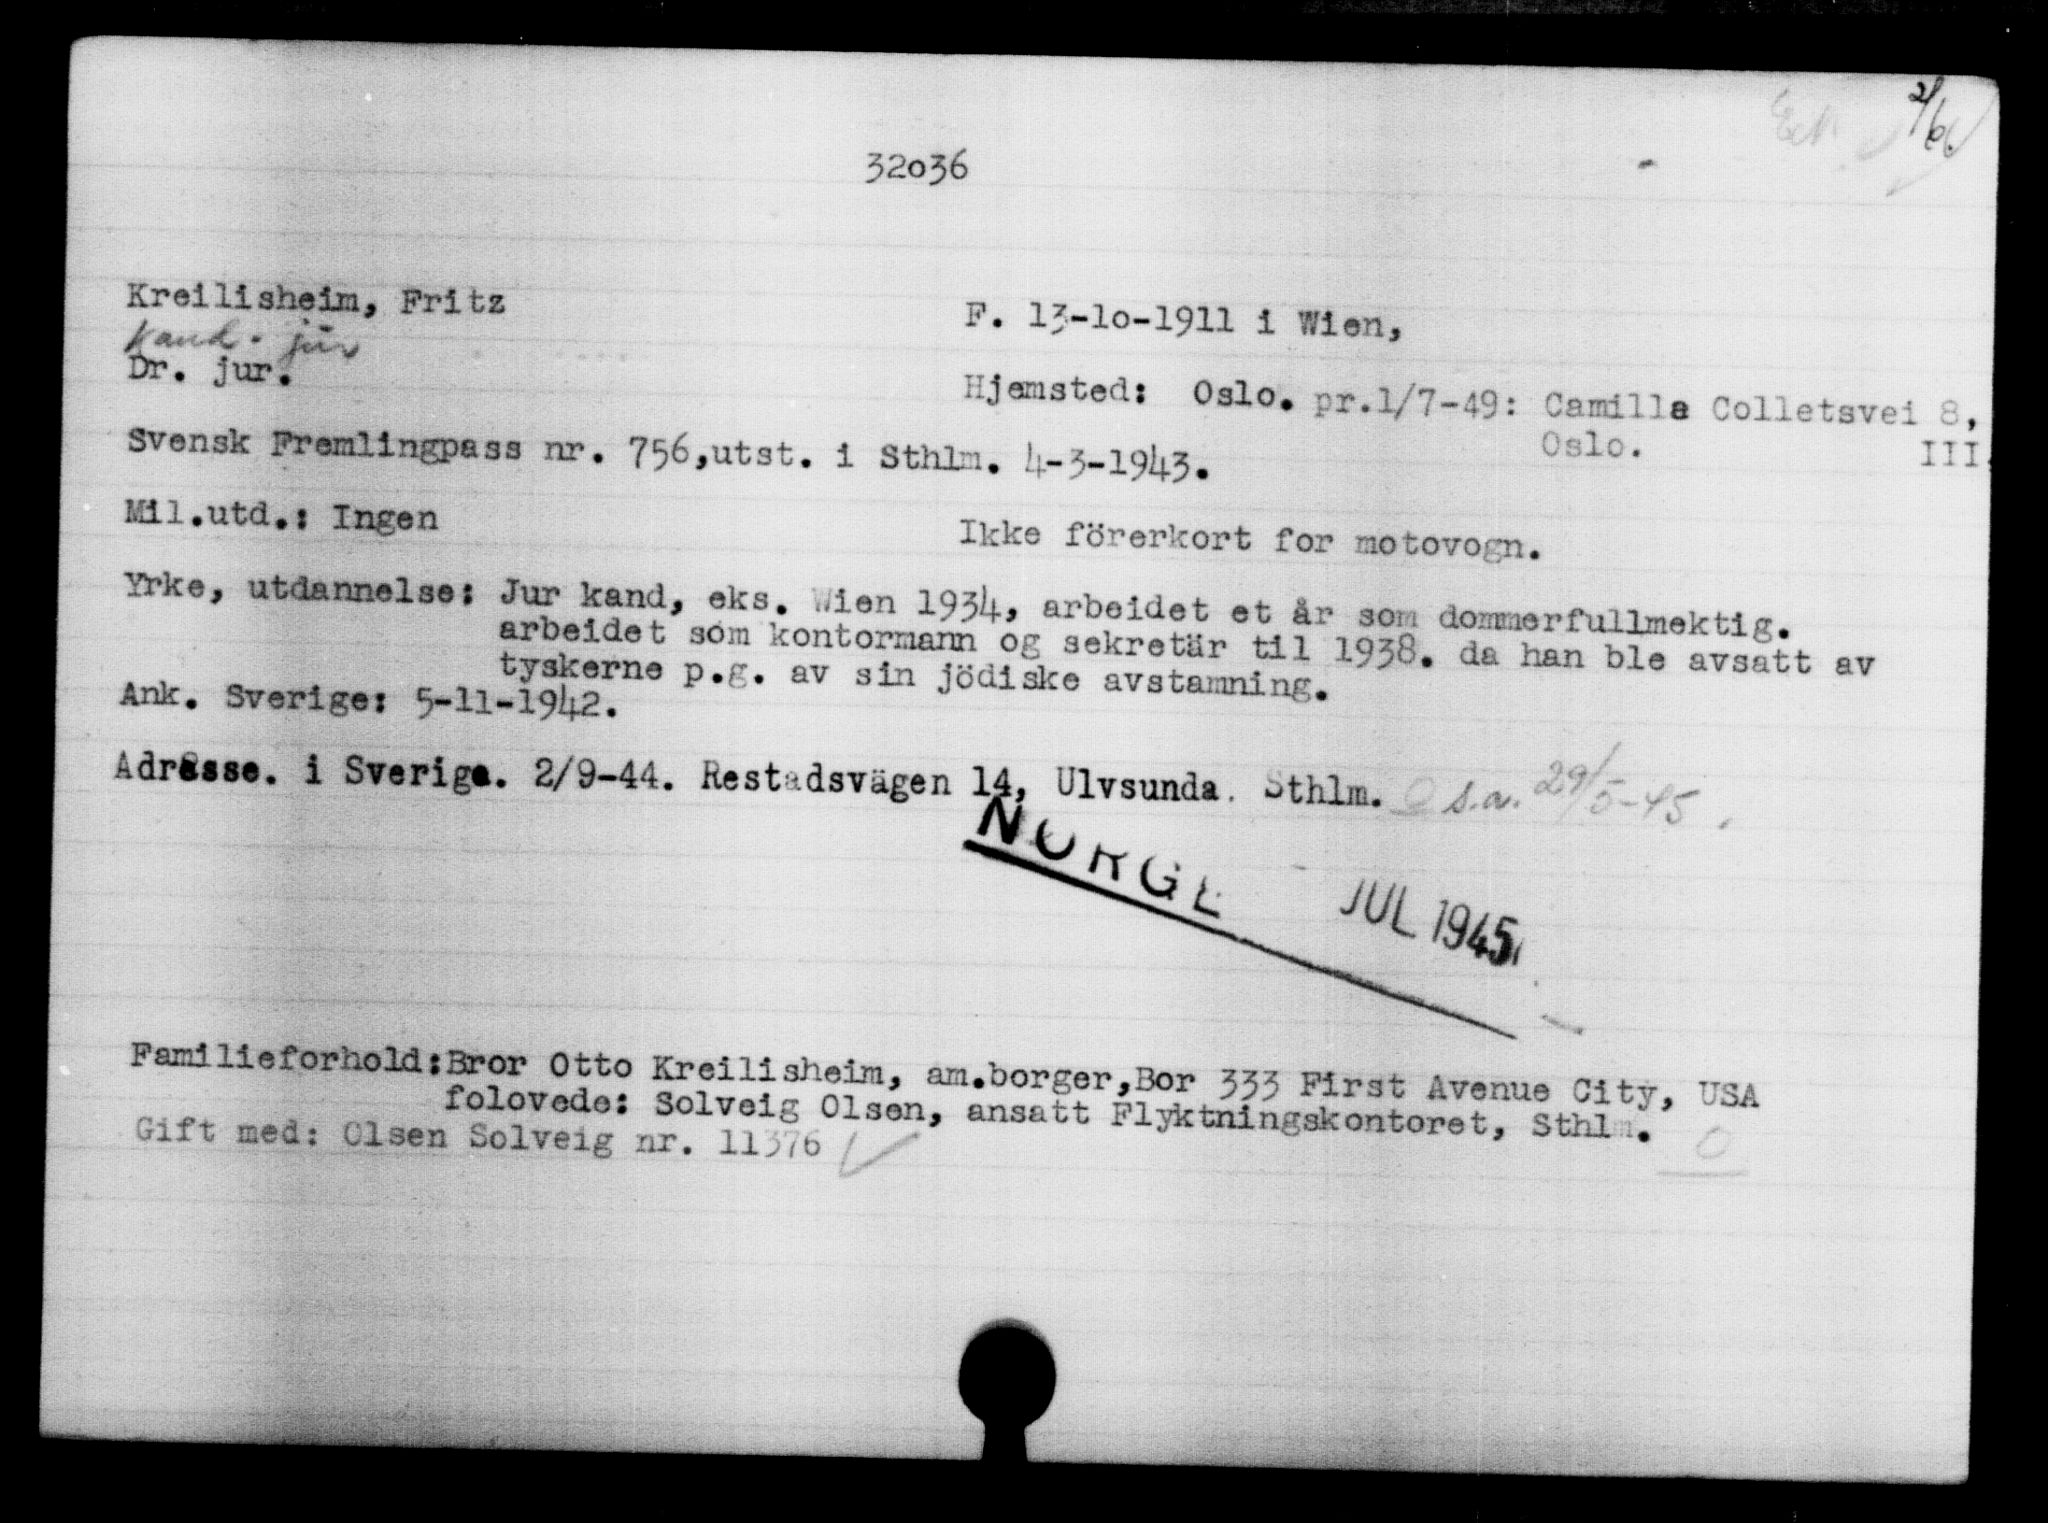 2/6.
32036
Kreilisheim, Fritz
F. 13-10-1911 i Wien,
kand. jur
Dr. jur.
Hjemsted: Oslo. pr.1/7-49: Camilla Colletsvei 8,
Oslo. III.
Svensk Fremlingpass nr. 756,utst. i Sthlm. 4-3-1943.
Mil.utd.: Ingen
Ikke förerkort for motovogn.
Yrke, utdannelse: Jur kand, eks. Wien 1934, arbeidet et år som dommerfullmektig.
arbeidet som kontormann og sekretär til 1938. da han ble avsatt av
tyskerne p.g. av sin jödiske avstamning.
Ank. Sverige: 5-11-1942.
Adresse. i Sverige. 2/9-44. Restadsvägen 14, Ulvsunda. Sthlm. s.a. 29/5-45.
NORGE JUL 1945
Familieforhold:Bror Otto Kreilisheim, am.borger,Bor 333 First Avenue City, USA
folovede: Solveig Olsen, ansatt Flyktningskontoret, Sthlm.
Gift med: Olsen Solveig nr. 11376
0